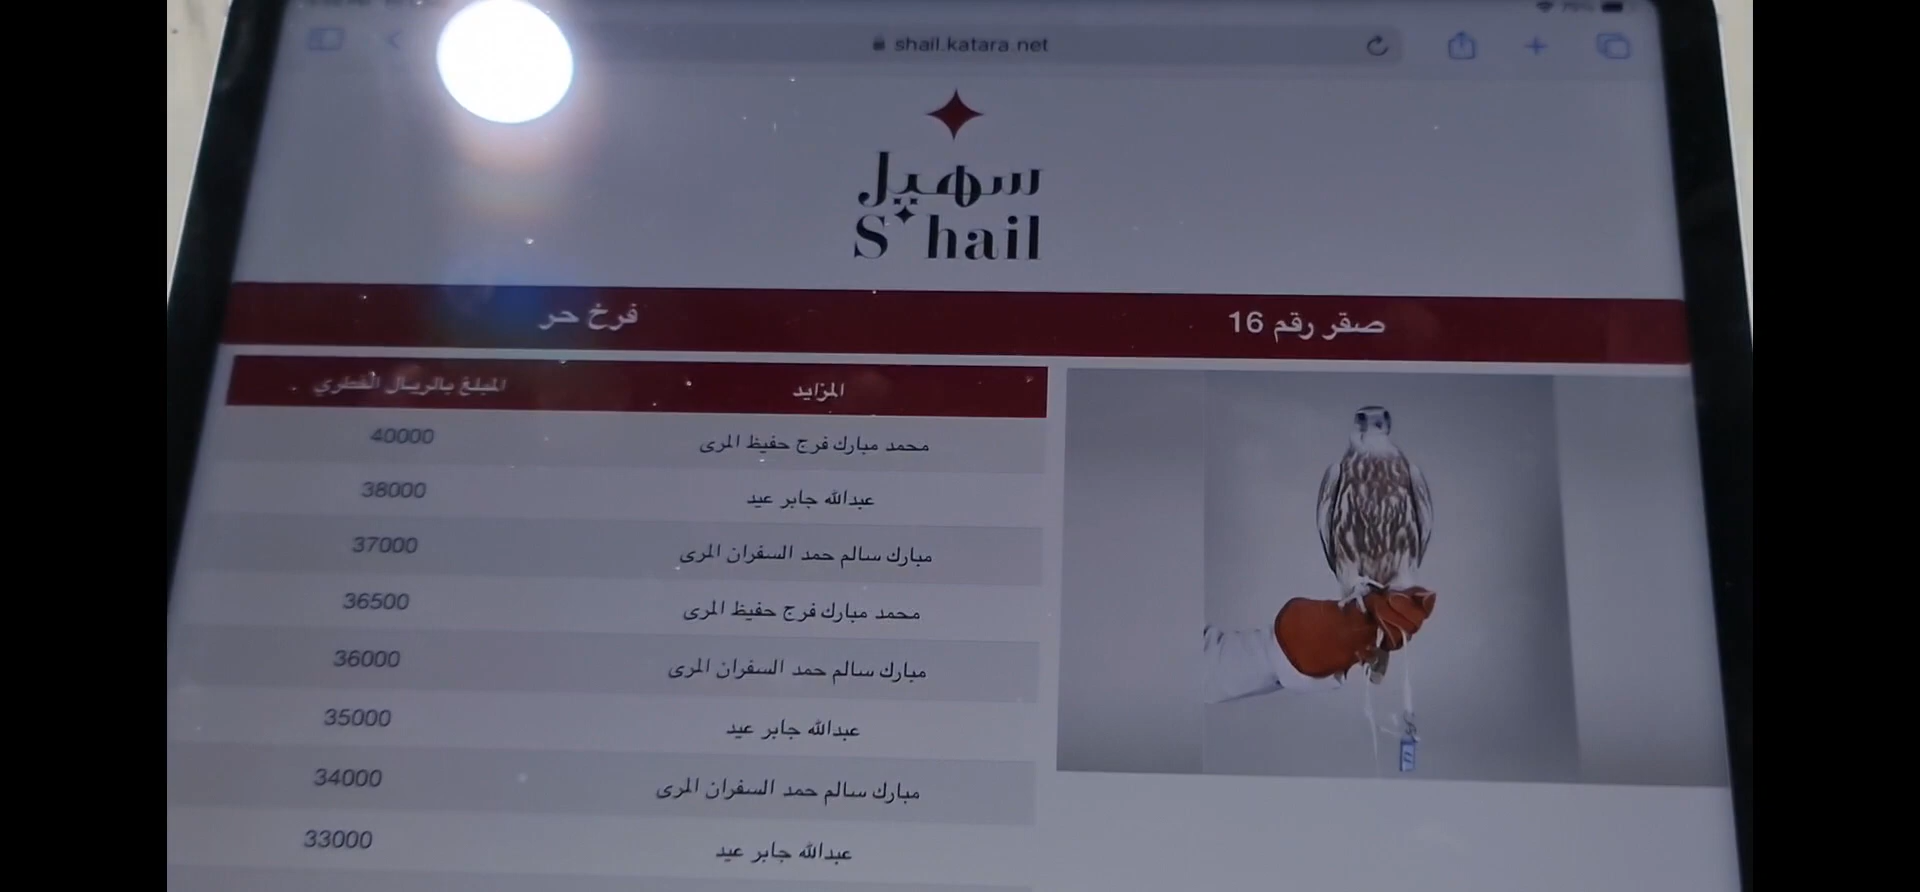 shail.katara.net
سهيل
S hail
صقر رقم 16
فرخ حر
المزايد
المبلغ بالريال القطري
محمد مبارك فرج حفيظ المرى
40000
عبدالله جابر عيد
38000
مبارك سالم حمد السفران المرى
37000
محمد مبارك فرج حفيظ المرى
36500
مبارك سالم حمد السفران المرى
36000
عبدالله جابر عيد
35000
مبارك سالم حمد السفران المرى
34000
عبدالله جابر عيد
33000